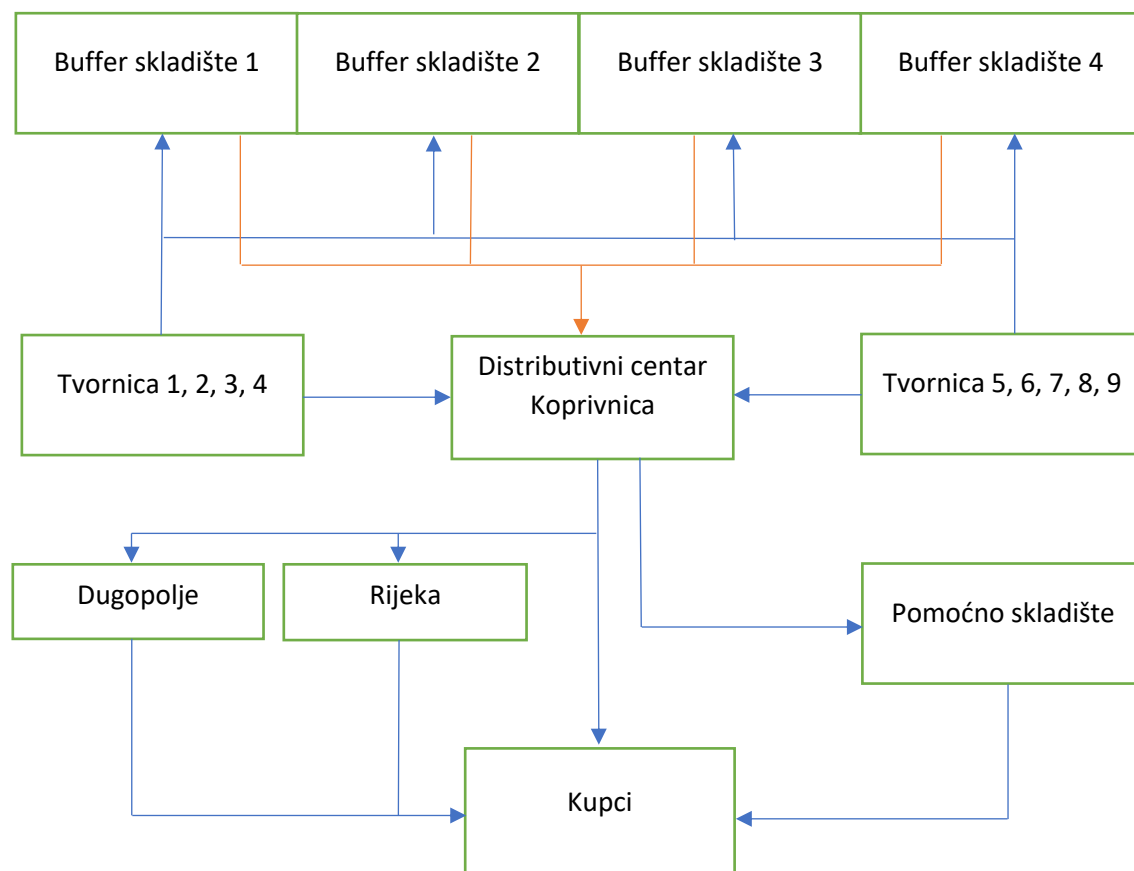 Buffer skladište 1
Buffer skladište 2
Buffer skladište 3
Buffer skladište 4
Tvornica 1, 2, 3, 4
Distributivni centar
Koprivnica
Tvornica 5, 6, 7, 8, 9
Dugopolje
Rijeka
Pomoćno skladište
Kupci